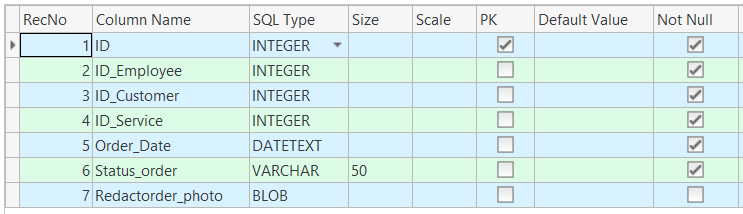 RecNo Column Name SQL Type Size Scale PK Default Value Not Null
1 ID INTEGER
2 ID_Employee INTEGER
3 ID_Customer INTEGER
4 ID_Service INTEGER
5 Order_Date DATETEXT
6 Status_order VARCHAR 50
7 Redactorder_photo BLOB